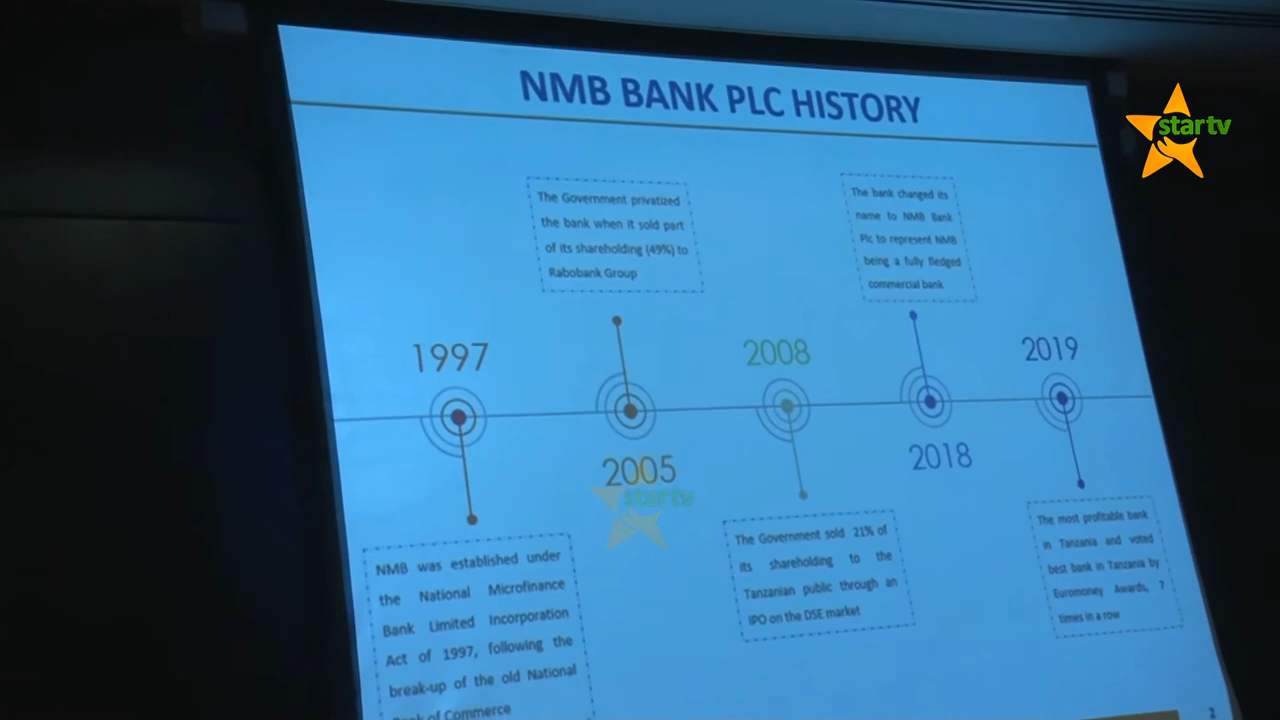 NMB BANK PLC HISTORY
startv
The Government privatized
the bank when it sold part
of its shareholding (49%) to
Rabobank Group
The bank changed its
name to NMB Bank
Plc to represent NMB
being a fully fledged
commercial bank
1997
2005
2008
2018
2019
startv
NMB was established under
the National Microfinance
Bank Limited Incorporation
Act of 1997, following the
break-up of the old National
Bank of Commerce
The Government sold 21% of
its shareholding to the
Tanzanian public through an
IPO on the DSE market
The most profitable bank
in Tanzania and voted
best bank in Tanzania by
Euromoney Awards, 7
times in a row
2